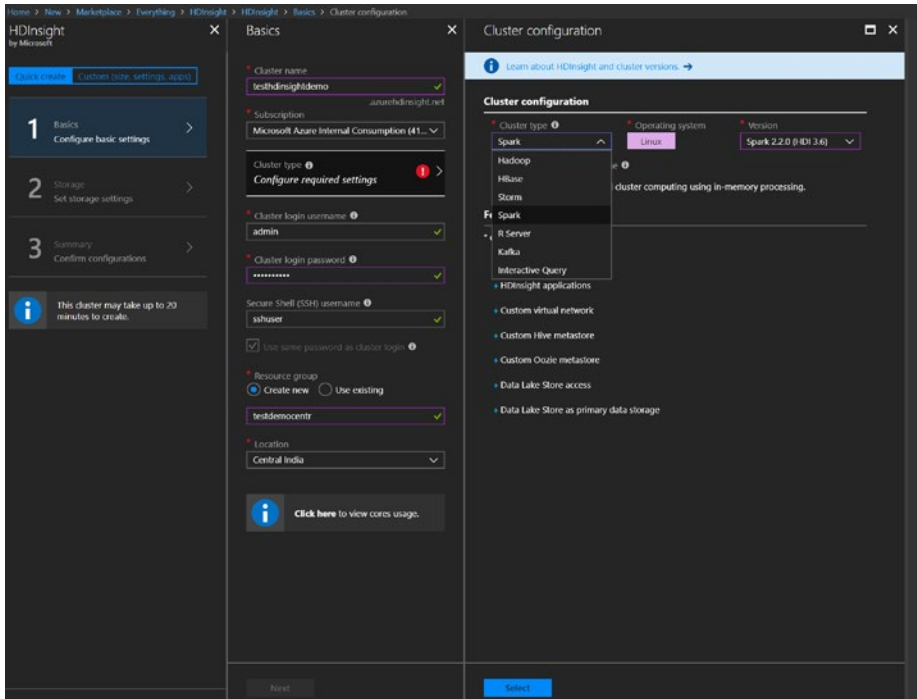 Home > New > Marketplace > Everything > HDInsight > HDInsight > Basics > Cluster configuration
HDInsight
by Microsoft
Quick create Custom (size, settings, apps)
1 Basics
Configure basic settings
2 Storage
Set storage settings
3 Summary
Confirm configurations
This cluster may take up to 20
minutes to create.
Basics
* Cluster name
testhdinsightdemo
.azurehdinsight.net
* Subscription
Microsoft Azure Internal Consumption (41...
Cluster type
Configure required settings
* Cluster login username
admin
* Cluster login password
••••••••••
Secure Shell (SSH) username
sshuser
Use same password as cluster login
* Resource group
Create new Use existing
testdemocentr
* Location
Central India
Click here to view cores usage.
Next
Cluster configuration
Learn about HDInsight and cluster versions. →
Cluster configuration
* Cluster type * Operating system * Version
Spark Linux Spark 2.2.0 (HDI 3.6)
Hadoop
HBase
cluster computing using in-memory processing.
Storm
Spark
R Server
Kafka
Interactive Query
+ HDInsight applications
+ Custom virtual network
+ Custom Hive metastore
+ Custom Oozie metastore
+ Data Lake Store access
+ Data Lake Store as primary data storage
Select